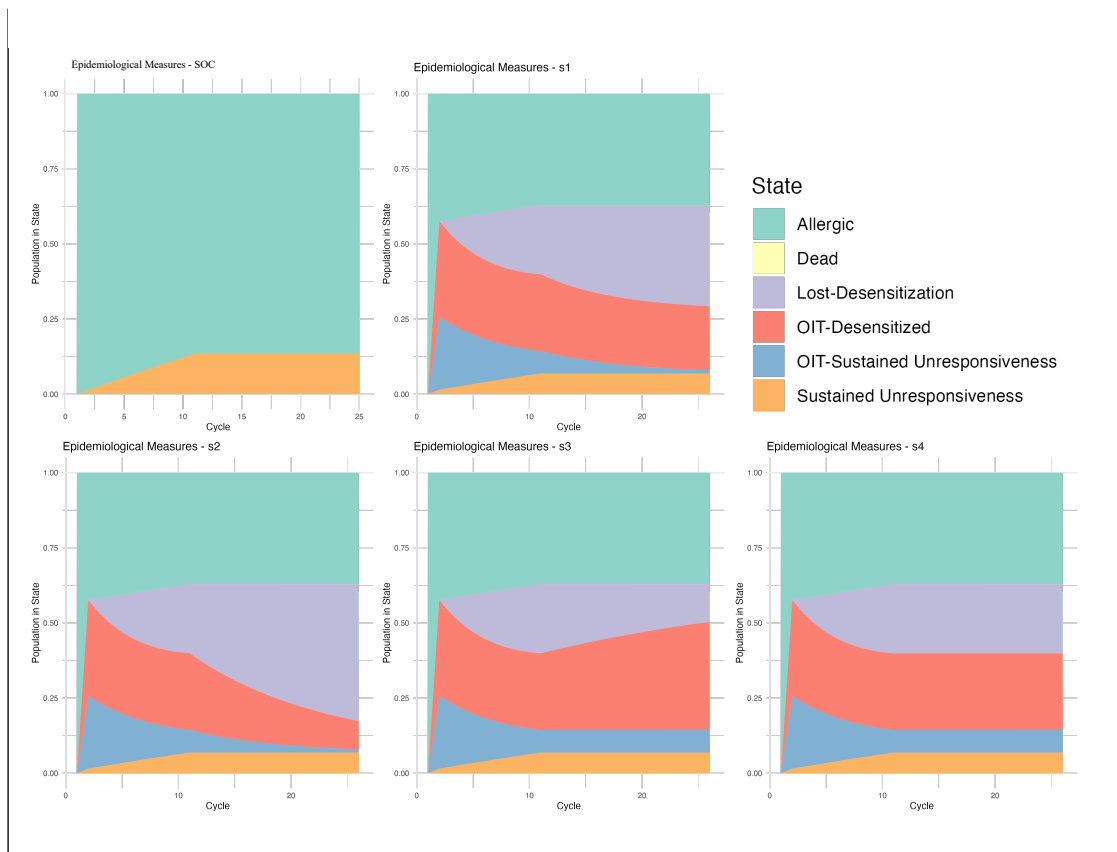 Epidemiological Measures - SOC
Population in State
1.00
0.75
0.50
0.25
0.00
0 5 10 15 20 25
Cycle
Epidemiological Measures - s1
Population in State
1.00
0.75
0.50
0.25
0.00
0 10 20
Cycle
State
Allergic
Dead
Lost-Desensitization
OIT-Desensitized
OIT-Sustained Unresponsiveness
Sustained Unresponsiveness
Epidemiological Measures - s2
Population in State
1.00
0.75
0.50
0.25
0.00
0 10 20
Cycle
Epidemiological Measures - s3
Population in State
1.00
0.75
0.50
0.25
0.00
0 10 20
Cycle
Epidemiological Measures - s4
Population in State
1.00
0.75
0.50
0.25
0.00
0 10 20
Cycle